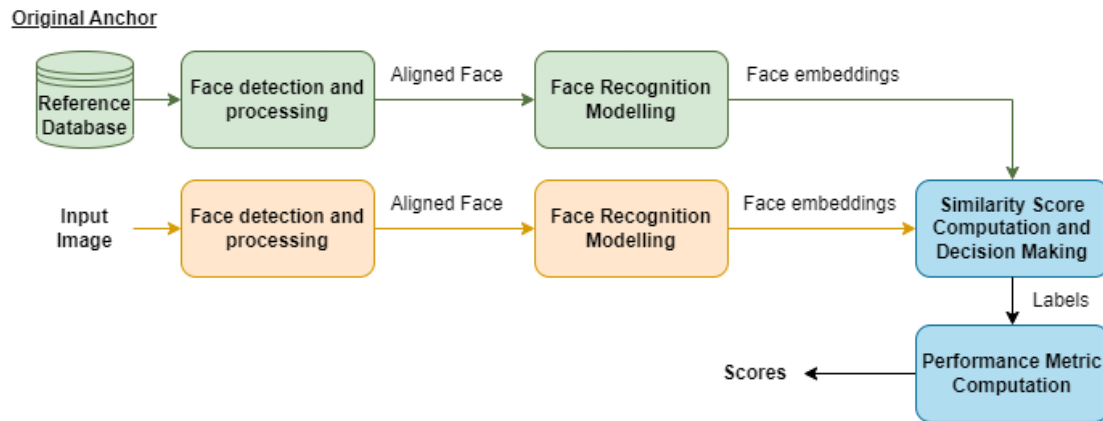 Original Anchor
Reference
Database
Face detection and
processing
Aligned Face
Face Recognition
Modelling
Face embeddings
Input
Image
Face detection and
processing
Aligned Face
Face Recognition
Modelling
Face embeddings
Similarity Score
Computation and
Decision Making
Labels
Performance Metric
Computation
Scores